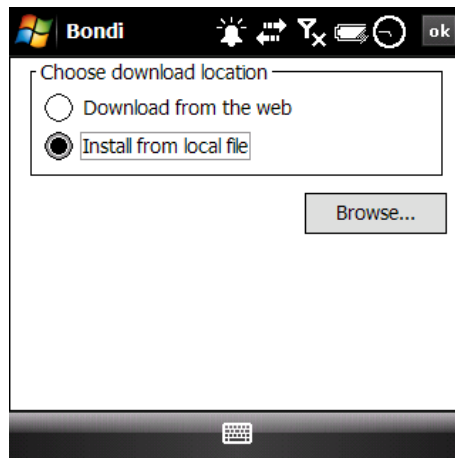 Bondi
ok
Choose download location
Download from the web
Install from local file
Browse...